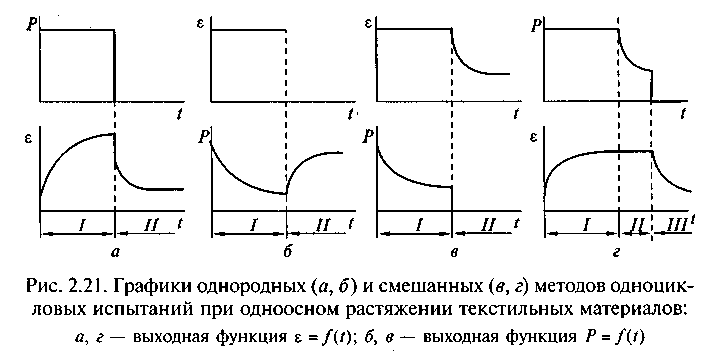 P ε ε P
t t t t
ε P P ε
I II t I II t I II t I II III t
а б в г
Рис. 2.21. Графики однородных (а, б) и смешанных (в, г) методов одноцик-
ловых испытаний при одноосном растяжении текстильных материалов:
а, г — выходная функция ε = f(t); б, в — выходная функция P = f(t)